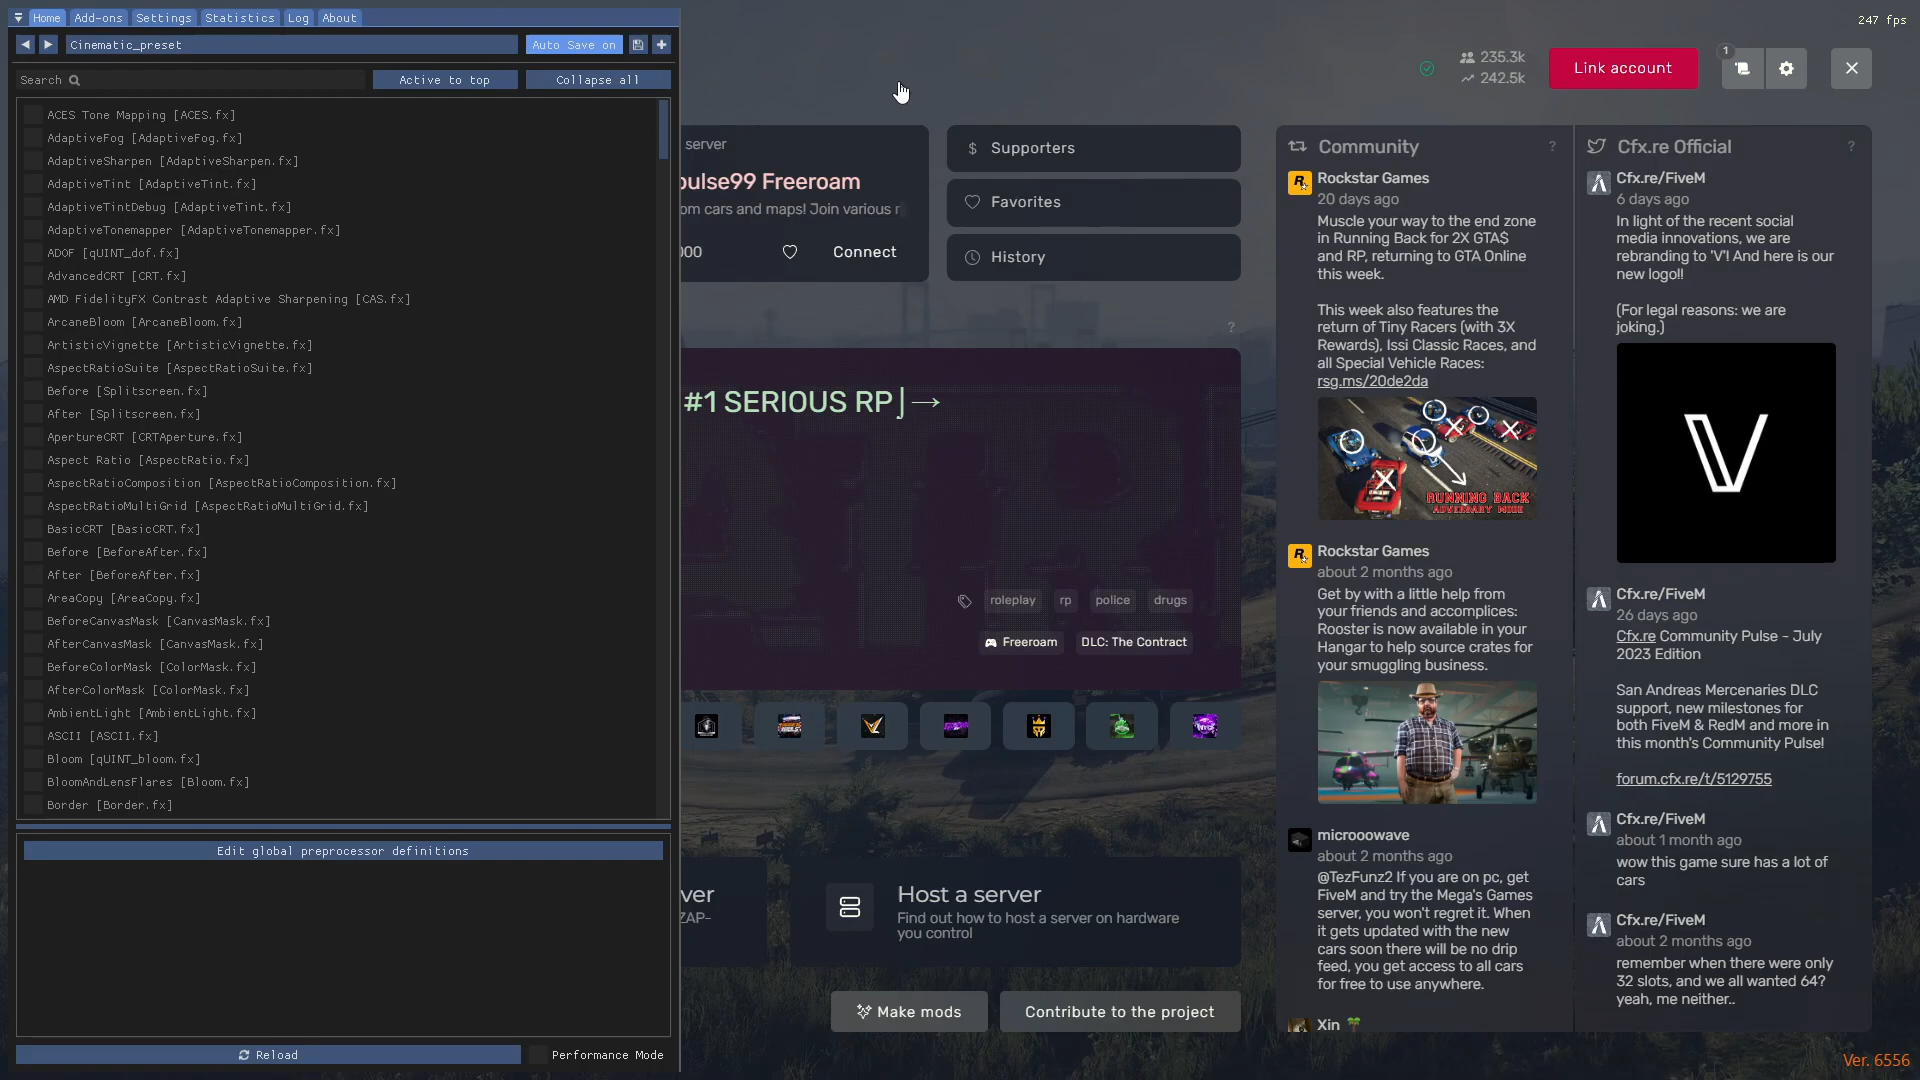 Home Add-ons Settings Statistics Log About
Cinematic_preset Auto Save on
Search Active to top Collapse all
ACES Tone Mapping [ACES.fx]
AdaptiveFog [AdaptiveFog.fx]
AdaptiveSharpen [AdaptiveSharpen.fx]
AdaptiveTint [AdaptiveTint.fx]
AdaptiveTintDebug [AdaptiveTint.fx]
AdaptiveTonemapper [AdaptiveTonemapper.fx]
ADOF [qUINT_dof.fx]
AdvancedCRT [CRT.fx]
AMD FidelityFX Contrast Adaptive Sharpening [CAS.fx]
ArcaneBloom [ArcaneBloom.fx]
ArtisticVignette [ArtisticVignette.fx]
AspectRatioSuite [AspectRatioSuite.fx]
Before [Splitscreen.fx]
After [Splitscreen.fx]
ApertureCRT [CRTAperture.fx]
Aspect Ratio [AspectRatio.fx]
AspectRatioComposition [AspectRatioComposition.fx]
AspectRatioMultiGrid [AspectRatioMultiGrid.fx]
BasicCRT [BasicCRT.fx]
Before [BeforeAfter.fx]
After [BeforeAfter.fx]
AreaCopy [AreaCopy.fx]
BeforeCanvasMask [CanvasMask.fx]
AfterCanvasMask [CanvasMask.fx]
BeforeColorMask [ColorMask.fx]
AfterColorMask [ColorMask.fx]
AmbientLight [AmbientLight.fx]
ASCII [ASCII.fx]
Bloom [qUINT_bloom.fx]
BloomAndLensFlares [Bloom.fx]
Border [Border.fx]
Edit global preprocessor definitions
Reload Performance Mode
247 fps
235.3k
242.5k
Link account
1
server
pulse99 Freeroam
om cars and maps! Join various r
000 Connect
$ Supporters
Favorites
History
?
#1 SERIOUS RP⌋→
roleplay rp police drugs
Freeroam DLC: The Contract
ver
ZAP-
Host a server
Find out how to host a server on hardware
you control
Make mods Contribute to the project
Community ?
Rockstar Games
20 days ago
Muscle your way to the end zone
in Running Back for 2X GTA$
and RP, returning to GTA Online
this week.
This week also features the
return of Tiny Racers (with 3X
Rewards), Issi Classic Races, and
all Special Vehicle Races:
rsg.ms/20de2da
RUNNING BACK
ADVERSARY MODE
Rockstar Games
about 2 months ago
Get by with a little help from
your friends and accomplices:
Rooster is now available in your
Hangar to help source crates for
your smuggling business.
microoowave
about 2 months ago
@TezFunz2 If you are on pc, get
FiveM and try the Mega's Games
server, you won't regret it. When
it gets updated with the new
cars soon there will be no drip
feed, you get access to all cars
for free to use anywhere.
Xin 🌴
Cfx.re Official ?
Cfx.re/FiveM
6 days ago
In light of the recent social
media innovations, we are
rebranding to 'V'! And here is our
new logo!!
(For legal reasons: we are
joking.)
V
Cfx.re/FiveM
26 days ago
Cfx.re Community Pulse - July
2023 Edition
San Andreas Mercenaries DLC
support, new milestones for
both FiveM & RedM and more in
this month's Community Pulse!
forum.cfx.re/t/5129755
Cfx.re/FiveM
about 1 month ago
wow this game sure has a lot of
cars
Cfx.re/FiveM
about 2 months ago
remember when there were only
32 slots, and we all wanted 64?
yeah, me neither..
Ver. 6556